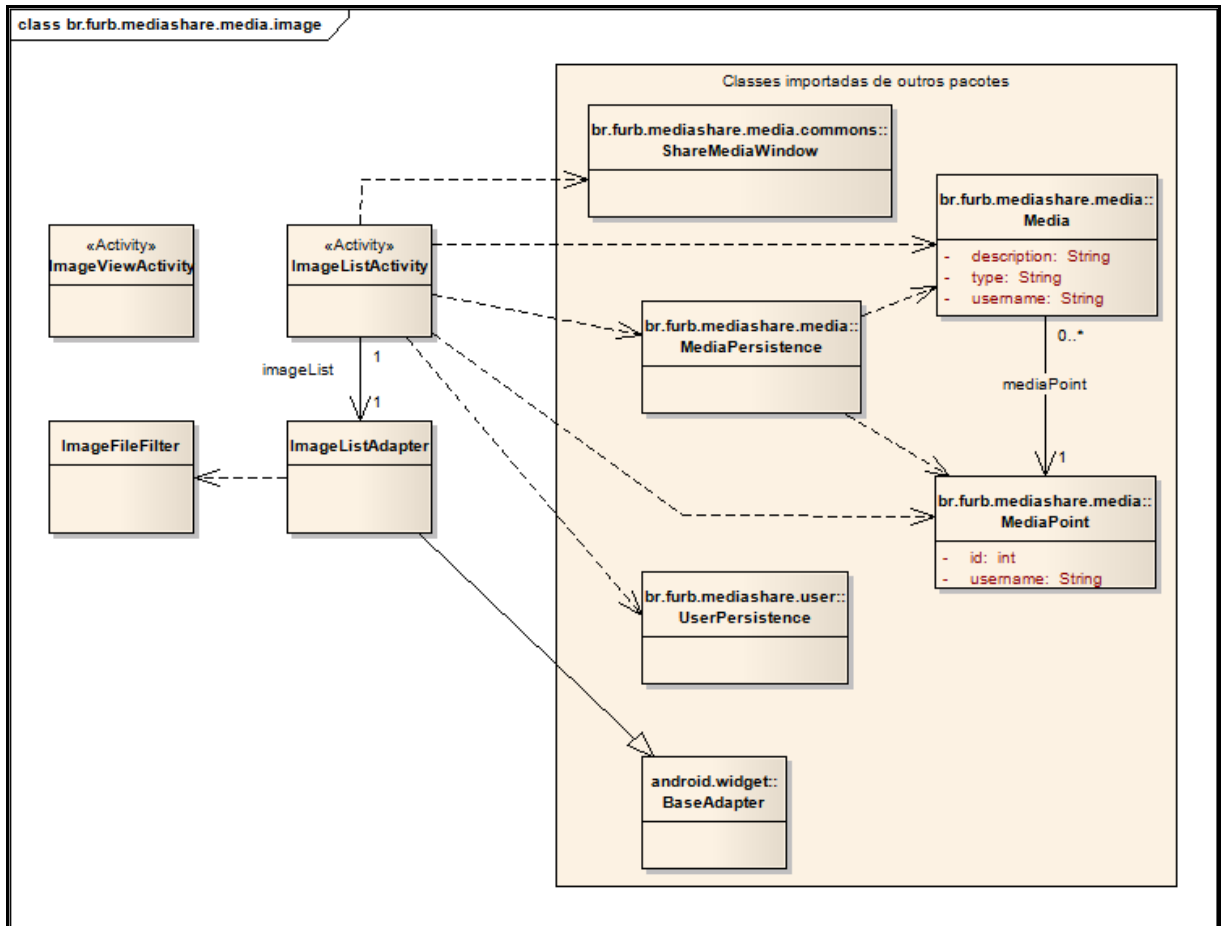 class br.furb.mediashare.media.image
Classes importadas de outros pacotes
br.furb.mediashare.media.commons::
ShareMediaWindow
br.furb.mediashare.media::
Media
- description: String
- type: String
- username: String
«Activity»
ImageViewActivity
«Activity»
ImageListActivity
br.furb.mediashare.media::
MediaPersistence
0..*
mediaPoint
1
imageList
1
1
ImageFileFilter
ImageListAdapter
br.furb.mediashare.media::
MediaPoint
- id: int
- username: String
br.furb.mediashare.user::
UserPersistence
android.widget::
BaseAdapter